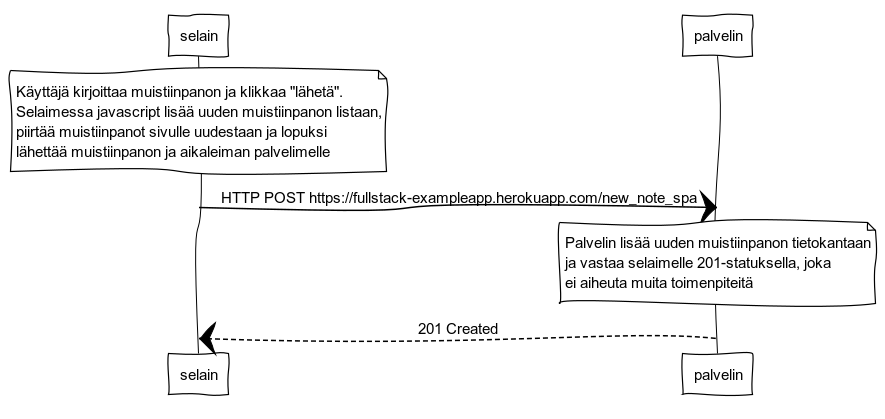 selain
palvelin
Käyttäjä kirjoittaa muistiinpanon ja klikkaa "lähetä".
Selaimessa javascript lisää uuden muistiinpanon listaan,
piirtää muistiinpanot sivulle uudestaan ja lopuksi
lähettää muistiinpanon ja aikaleiman palvelimelle
HTTP POST https://fullstack-exampleapp.herokuapp.com/new_note_spa
Palvelin lisää uuden muistiinpanon tietokantaan
ja vastaa selaimelle 201-statuksella, joka
ei aiheuta muita toimenpiteitä
201 Created
selain
palvelin